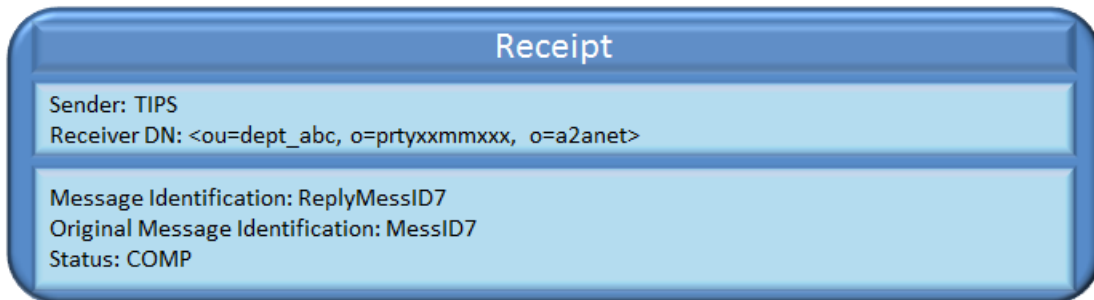 Receipt
Sender: TIPS
Receiver DN: <ou=dept_abc, o=prtyxxmmxxx, o=a2anet>
Message Identification: ReplyMessID7
Original Message Identification: MessID7
Status: COMP